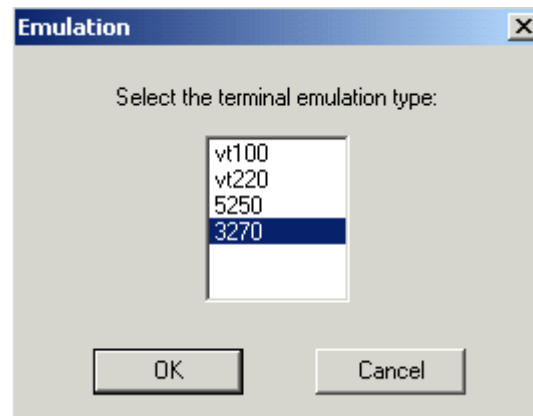 Emulation
Select the terminal emulation type:
vt100
vt220
5250
3270
OK Cancel